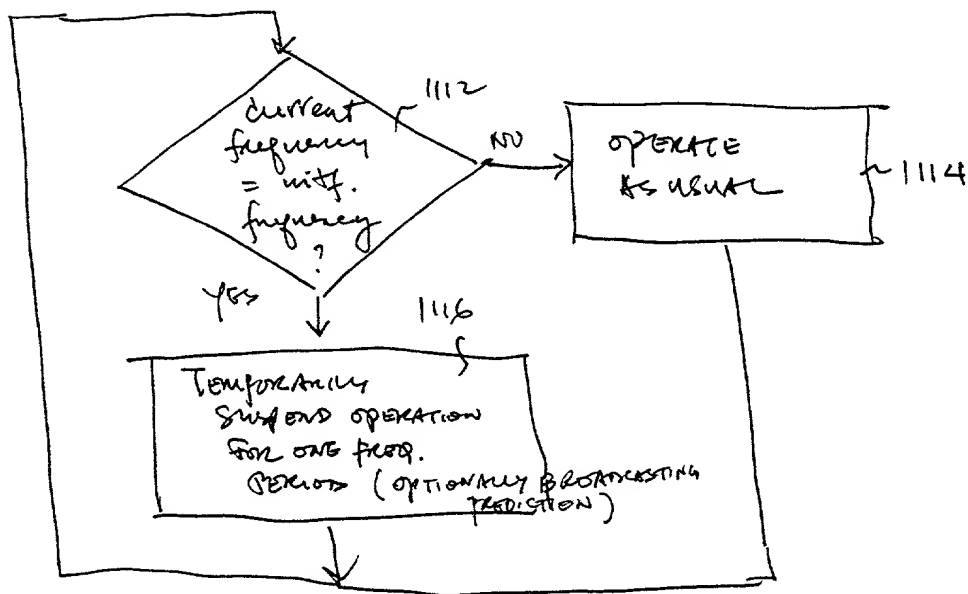 current
frequency
= intf.
frequency
?
1112
NO
OPERATE
AS USUAL
1114
YES
1116
TEMPORARILY
SUSPEND OPERATION
FOR ONE FREQ.
PERIOD (OPTIONALLY BROADCASTING
PREDICTION)